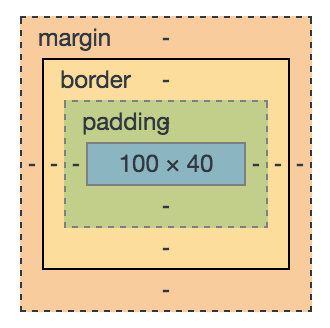 margin -
border -
padding -
- - - 100 × 40 - - -
-
-
-